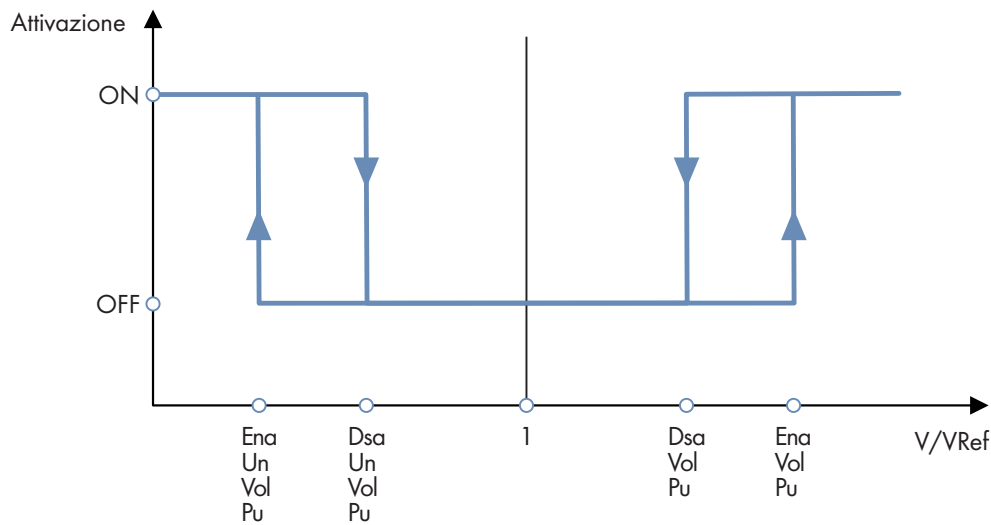 Attivazione
ON
OFF
Ena
Un
Vol
Pu
Dsa
Un
Vol
Pu
1
Dsa
Vol
Pu
Ena
Vol
Pu
V/VRef